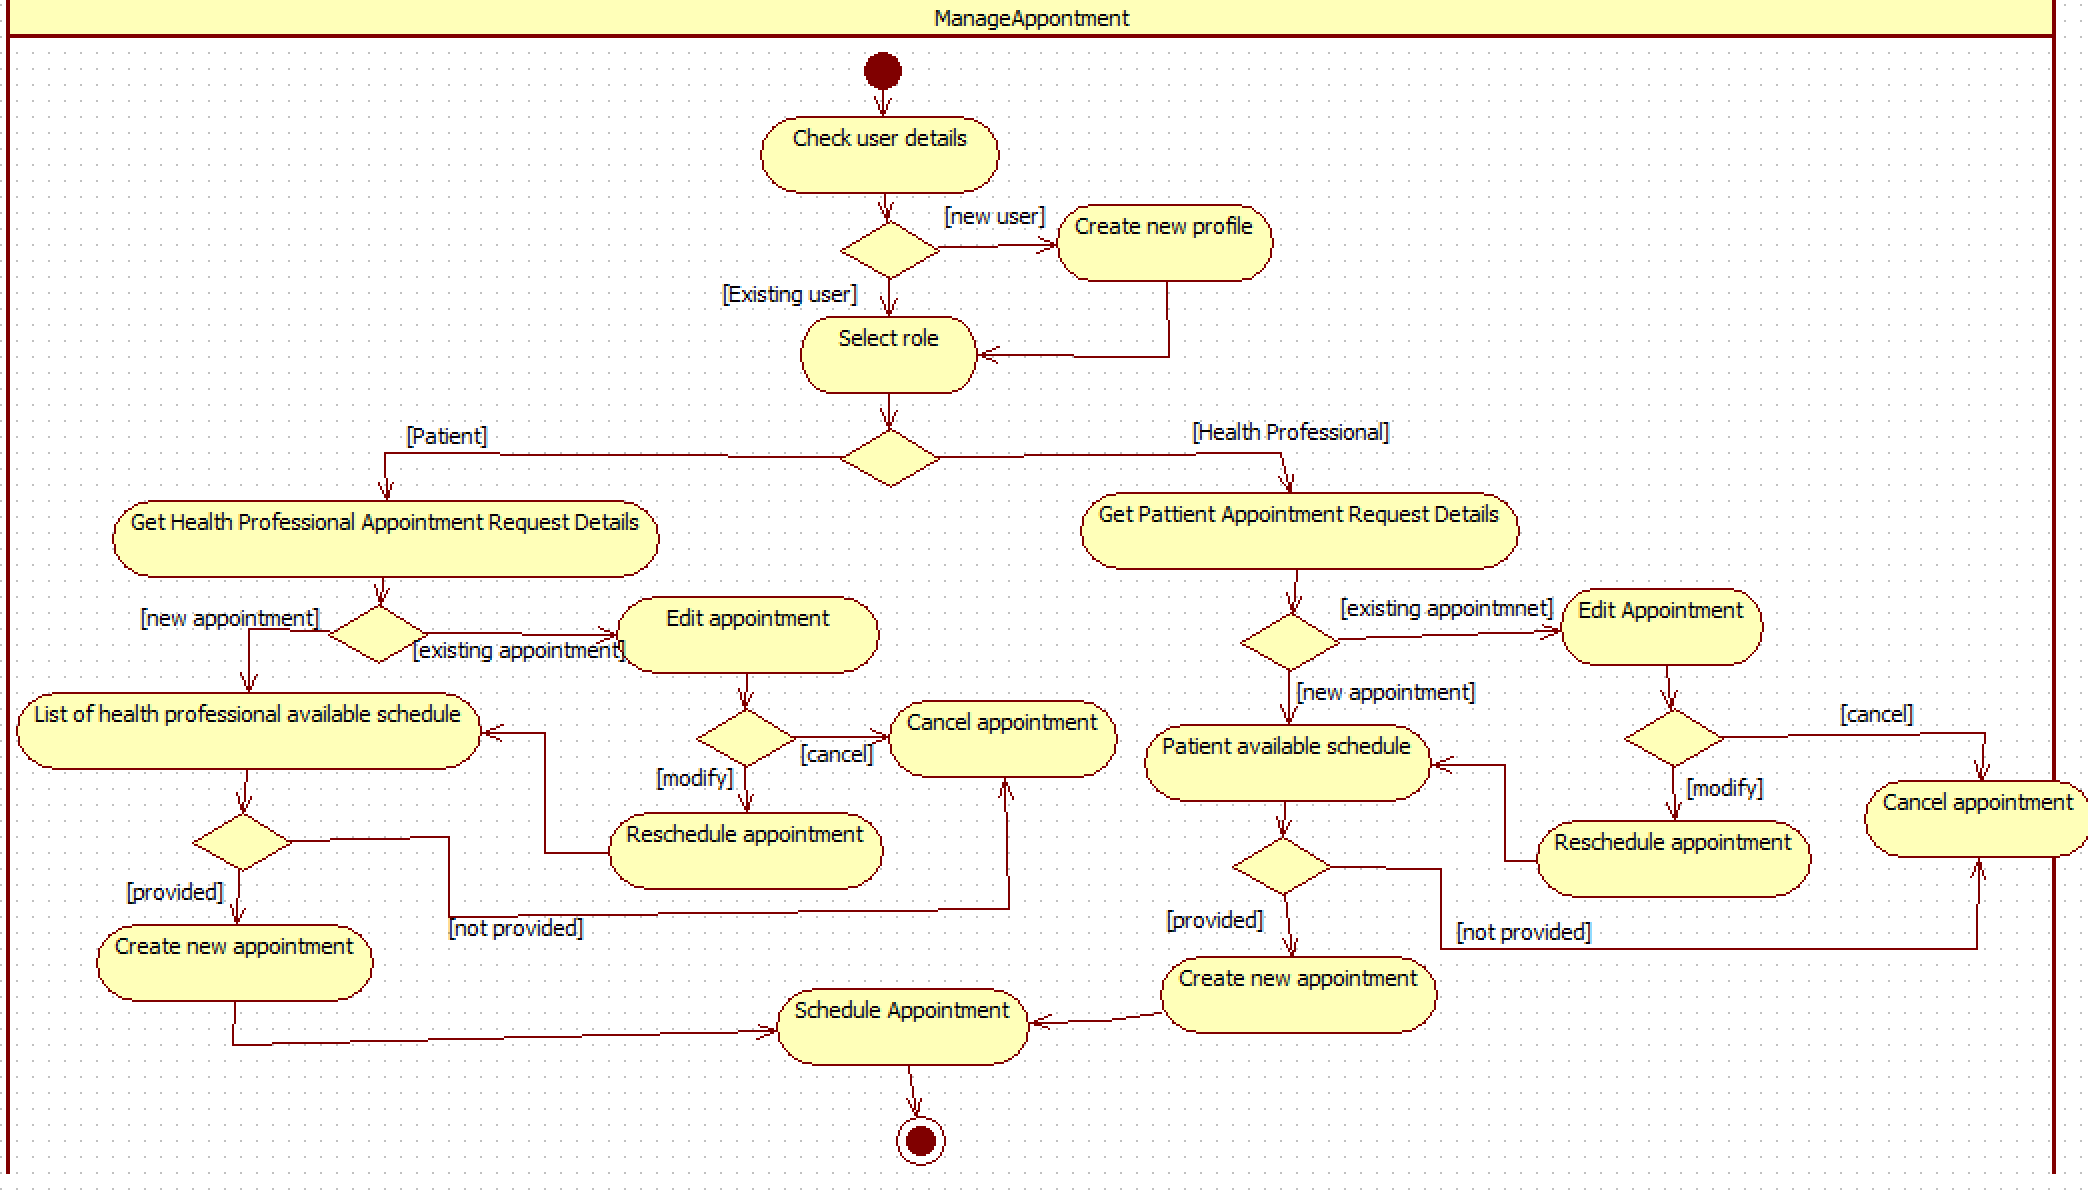 ManageAppontment
Check user details
[new user]
Create new profile
[Existing user]
Select role
[Patient]
[Health Professional]
Get Health Professional Appointment Request Details
Get Pattient Appointment Request Details
[new appointment]
[existing appointment]
Edit appointment
[existing appointmnet]
Edit Appointment
List of health professional available schedule
[new appointment]
Cancel appointment
[cancel]
[modify]
Patient available schedule
[cancel]
[modify]
Reschedule appointment
Reschedule appointment
Cancel appointment
[provided]
[not provided]
[provided]
[not provided]
Create new appointment
Create new appointment
Schedule Appointment